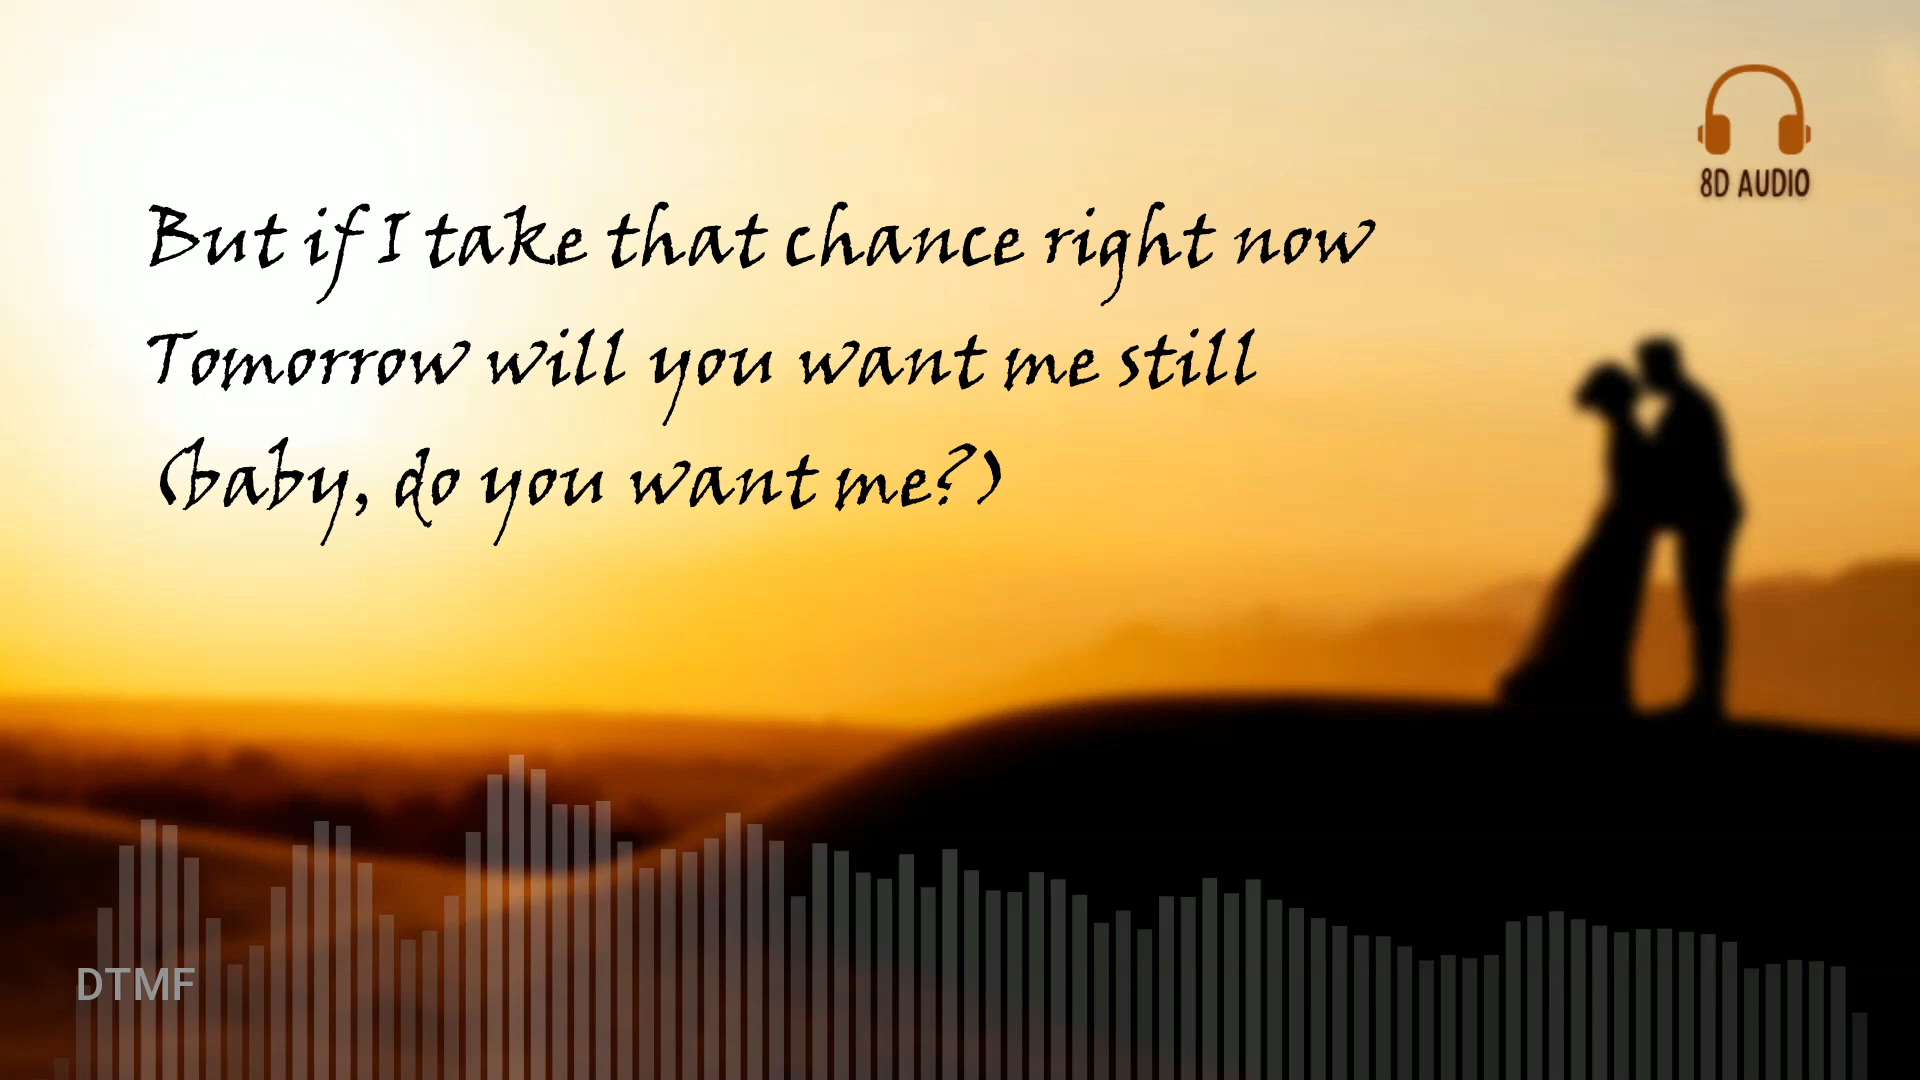 8D AUDIO
But if I take that chance right now
Tomorrow will you want me still
(baby, do you want me?)
DTMF